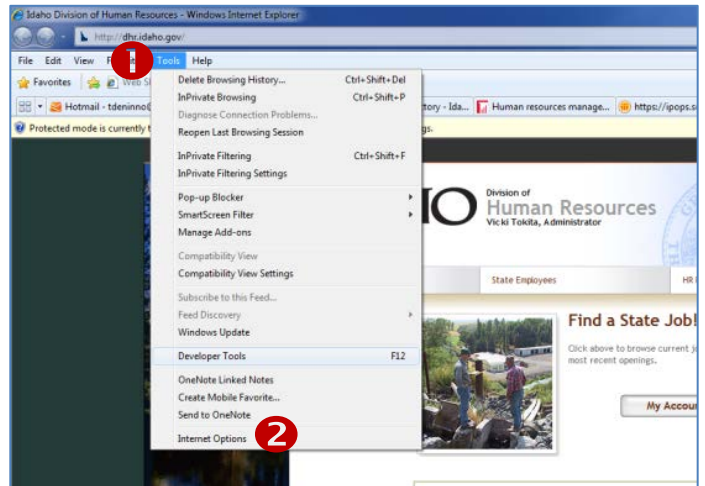 Idaho Division of Human Resources - Windows Internet Explorer
http://dhr.idaho.gov/
File Edit View Tools Help
1
Favorites Web
Hotmail - tdeninno
tory - Ida... Human resources manage... https://ipops.s
Protected mode is currently
gs.
Delete Browsing History... Ctrl+Shift+Del
InPrivate Browsing Ctrl+Shift+P
Diagnose Connection Problems...
Reopen Last Browsing Session
InPrivate Filtering Ctrl+Shift+F
InPrivate Filtering Settings
Pop-up Blocker
SmartScreen Filter
Manage Add-ons
Compatibility View
Compatibility View Settings
Subscribe to this Feed...
Feed Discovery
Windows Update
Developer Tools F12
OneNote Linked Notes
Create Mobile Favorite...
Send to OneNote
Internet Options
2
IO
Division of
Human Resources
Vicki Tokita, Administrator
State Employees HR
Find a State Job!
Click above to browse current j
most recent openings.
My Accou